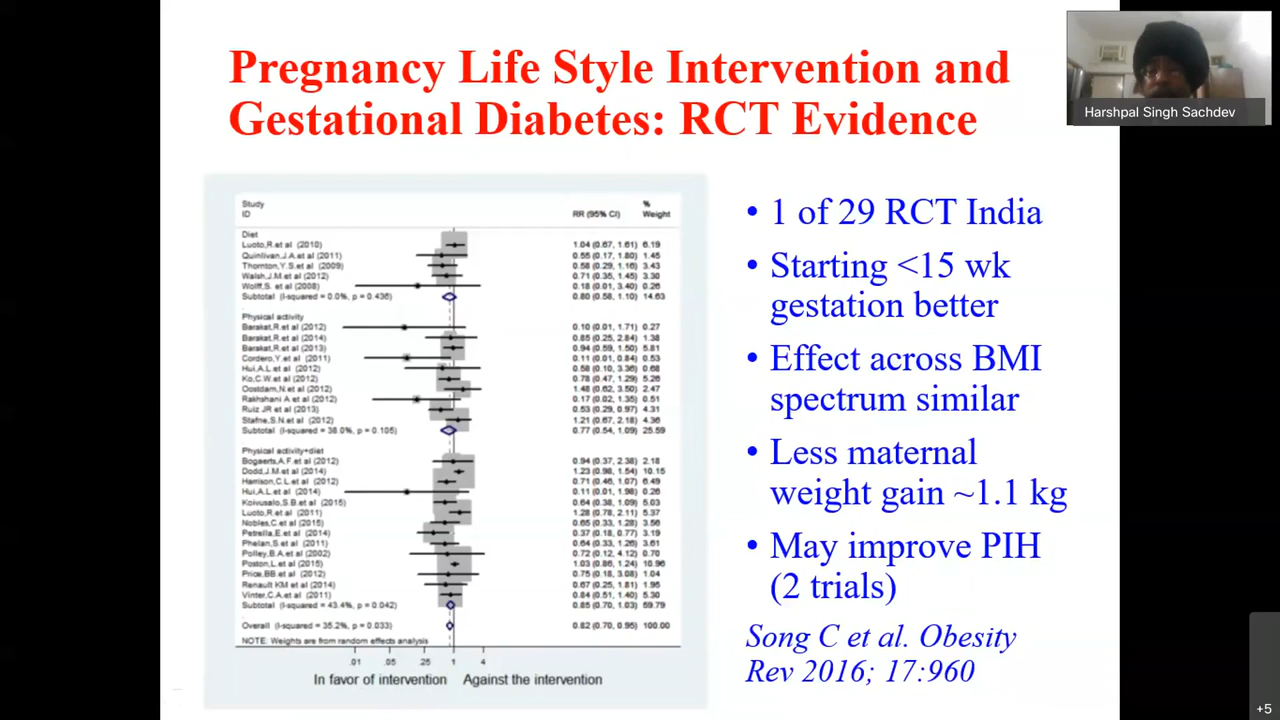 Pregnancy Life Style Intervention and
Gestational Diabetes: RCT Evidence
Harshpal Singh Sachdev
Study
ID RR (95% CI) % Weight
Diet
Luoto,R.et al (2010) 1.04 (0.67, 1.61) 6.19
Quinlivan,J.A.et al (2011) 0.55 (0.17, 1.80) 1.45
Thornton,Y.S.et al (2009) 0.58 (0.29, 1.16) 3.43
Walsh,J.M.et al (2012) 0.71 (0.35, 1.45) 3.30
Wolff,S. et al (2008) 0.18 (0.01, 3.40) 0.26
Subtotal (I-squared = 0.0%, p = 0.436) 0.80 (0.58, 1.10) 14.63
Physical activity
Barakat,R.et al (2012) 0.10 (0.01, 1.71) 0.27
Barakat,R.et al (2014) 0.85 (0.25, 2.84) 1.38
Barakat,R.et al (2013) 0.94 (0.59, 1.50) 5.81
Cordero,Y.et al (2011) 0.11 (0.01, 0.84) 0.53
Hui,A.L.et al (2012) 0.58 (0.10, 3.36) 0.68
Ko,C.W.et al (2012) 0.78 (0.47, 1.29) 5.26
Oostdam,N.et al (2012) 1.48 (0.62, 3.50) 2.47
Rakhshani A et al (2012) 0.17 (0.02, 1.35) 0.51
Ruiz JR et al (2013) 0.53 (0.29, 0.97) 4.31
Stafne,S.N.et al (2012) 1.21 (0.67, 2.18) 4.36
Subtotal (I-squared = 38.0%, p = 0.105) 0.77 (0.54, 1.09) 25.59
Physical activity+diet
Bogaerts,A.F.et al (2012) 0.94 (0.37, 2.38) 2.18
Dodd,J.M.et al (2014) 1.23 (0.98, 1.54) 10.15
Harrison,C.L.et al (2012) 0.71 (0.46, 1.07) 6.49
Hui,A.L.et al (2014) 0.11 (0.01, 1.98) 0.26
Koivusalo,S.B.et al (2015) 0.64 (0.38, 1.09) 5.03
Luoto,R.et al (2011) 1.28 (0.78, 2.11) 5.37
Nobles,C.et al (2015) 0.65 (0.33, 1.28) 3.56
Petrella,E.et al (2014) 0.37 (0.18, 0.77) 3.19
Phelan,S.et al (2011) 0.64 (0.33, 1.26) 3.61
Polley,B.A.et al (2002) 0.72 (0.12, 4.12) 0.70
Poston,L.et al (2015) 1.03 (0.86, 1.24) 10.96
Price,BB.et al (2012) 0.75 (0.18, 3.08) 1.04
Renault KM et al (2014) 0.67 (0.25, 1.81) 1.95
Vinter,C.A.et al (2011) 0.84 (0.51, 1.40) 5.30
Subtotal (I-squared = 43.4%, p = 0.042) 0.85 (0.70, 1.03) 59.79
Overall (I-squared = 35.2%, p = 0.033) 0.82 (0.70, 0.95) 100.00
NOTE: Weights are from random effects analysis
.01 .05 .25 1 4
In favor of intervention Against the intervention
• 1 of 29 RCT India
• Starting <15 wk
gestation better
• Effect across BMI
spectrum similar
• Less maternal
weight gain ~1.1 kg
• May improve PIH
(2 trials)
Song C et al. Obesity
Rev 2016; 17:960
+5